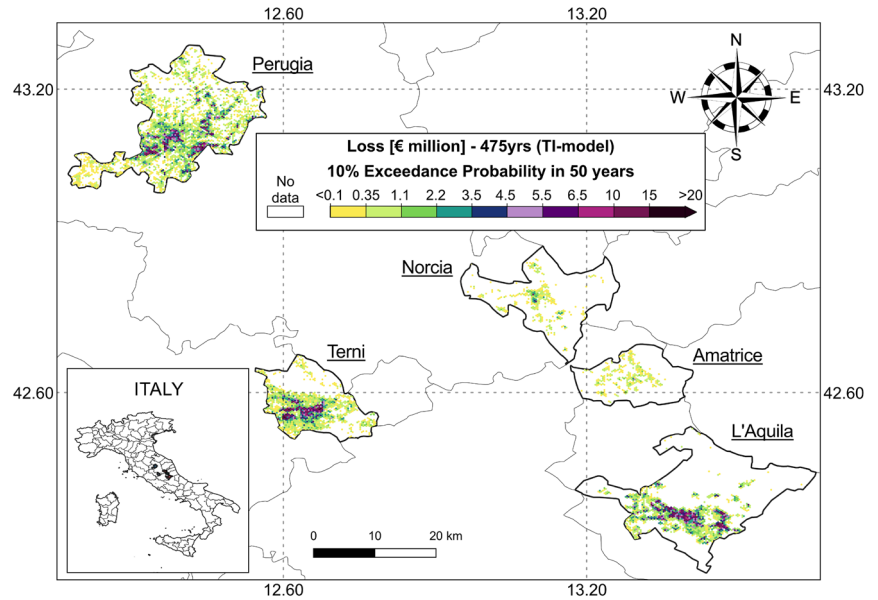 12.60 13.20
43.20 43.20
Perugia
N
W E
S
Loss [€ million] - 475yrs (TI-model)
10% Exceedance Probability in 50 years
No
data
<0.1 0.35 1.1 2.2 3.5 4.5 5.5 6.5 10 15 >20
Norcia
Terni
Amatrice
42.60 42.60
ITALY
L'Aquila
0 10 20 km
12.60 13.20